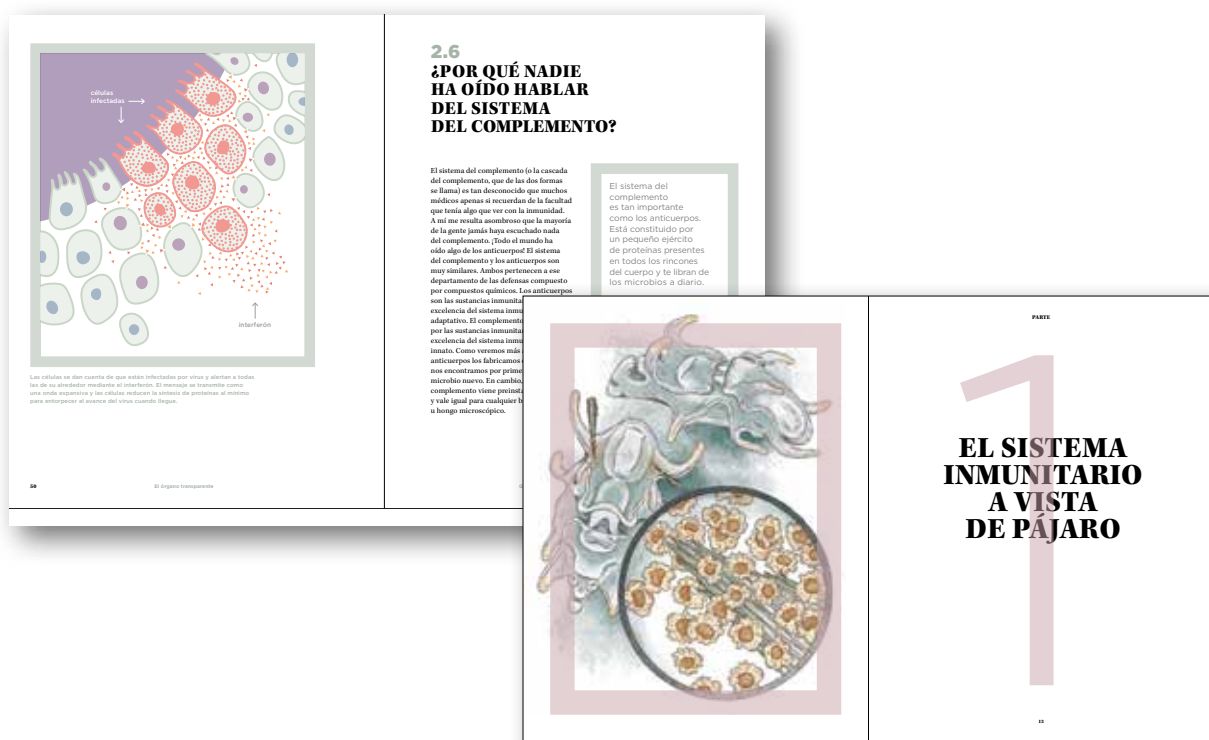 células
infectadas
interferón
Las células se dan cuenta de que están infectadas por virus y alertan a todas
las de su alrededor mediante el interferón. El mensaje se transmite como
una onda expansiva y las células reducen la síntesis de proteínas al mínimo
para entorpecer el avance del virus cuando llegue.
50
El órgano transparente
2.6
¿POR QUÉ NADIE
HA OÍDO HABLAR
DEL SISTEMA
DEL COMPLEMENTO?
El sistema del complemento (o la cascada
del complemento, que de las dos formas
se llama) es tan desconocido que muchos
médicos apenas si recuerdan de la facultad
que tenía algo que ver con la inmunidad.
A mí me resulta asombroso que la mayoría
de la gente jamás haya escuchado nada
del complemento. ¡Todo el mundo ha
oído algo de los anticuerpos! El sistema
del complemento y los anticuerpos son
muy similares. Ambos pertenecen a ese
departamento de las defensas compuesto
por compuestos químicos. Los anticuerpos
son las sustancias
excelencia del sistema
adaptativo. El complemento
por las sustancias
excelencia del sistema
innato. Como veremos más
anticuerpos los fabricamos
nos encontramos por
microbio nuevo. En cambio,
complemento viene
y vale igual para cualquier
u hongo microscópico.
El sistema del
complemento
es tan importante
como los anticuerpos.
Está constituido por
un pequeño ejército
de proteínas presentes
en todos los rincones
del cuerpo y te libran de
los microbios a diario.
PARTE
1
EL SISTEMA
INMUNITARIO
A VISTA
DE PÁJARO